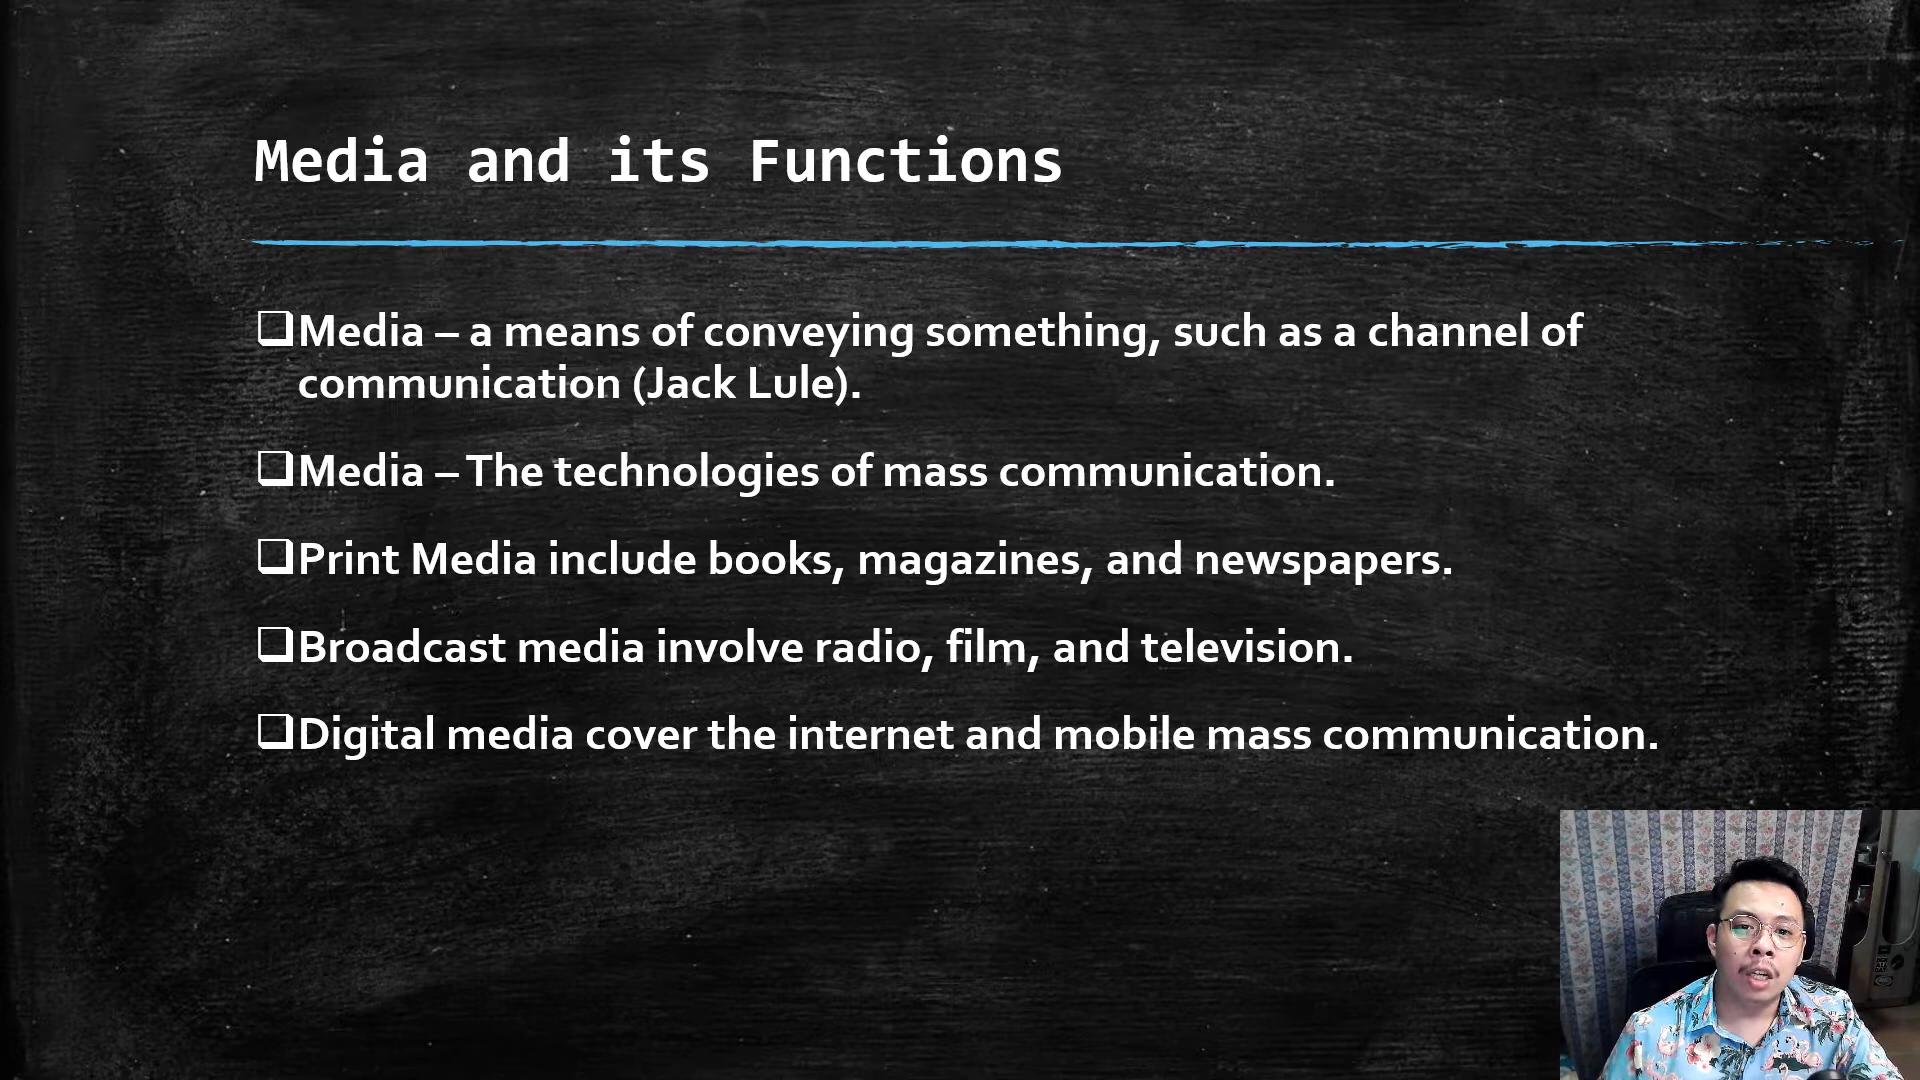 Media and its Functions
❑Media – a means of conveying something, such as a channel of
communication (Jack Lule).
❑Media – The technologies of mass communication.
❑Print Media include books, magazines, and newspapers.
❑Broadcast media involve radio, film, and television.
❑Digital media cover the internet and mobile mass communication.